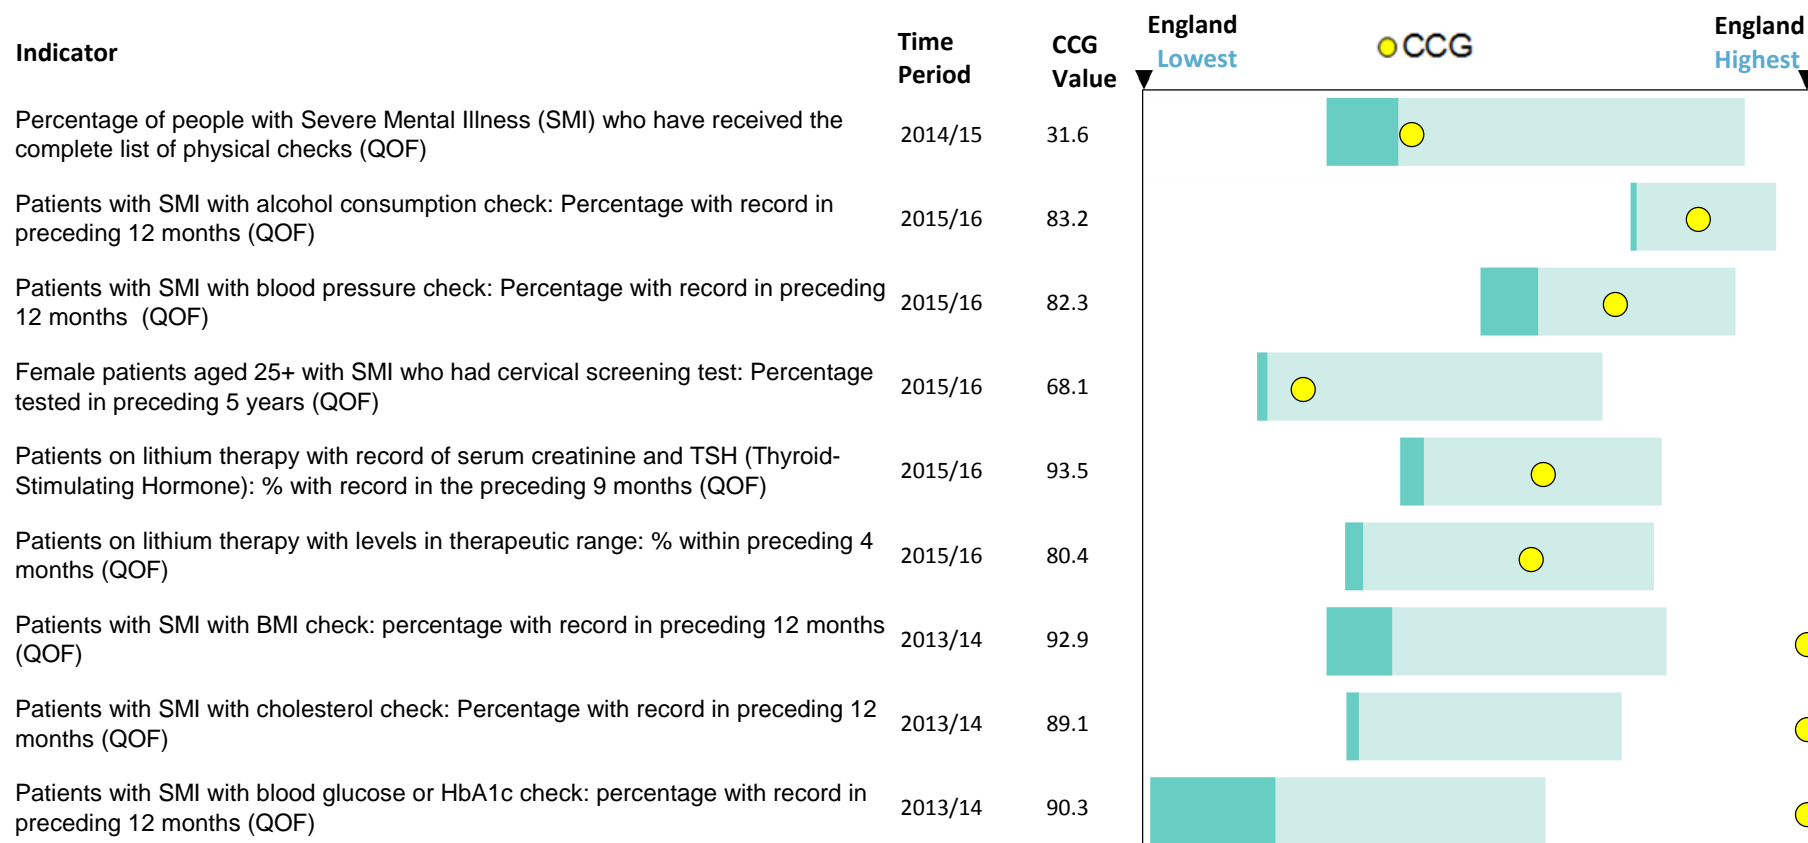 Indicator
Time Period
CCG Value
England Lowest
CCG
England Highest
Percentage of people with Severe Mental Illness (SMI) who have received the
complete list of physical checks (QOF)
2014/15
31.6
Patients with SMI with alcohol consumption check: Percentage with record in
preceding 12 months (QOF)
2015/16
83.2
Patients with SMI with blood pressure check: Percentage with record in preceding
12 months  (QOF)
2015/16
82.3
Female patients aged 25+ with SMI who had cervical screening test: Percentage
tested in preceding 5 years (QOF)
2015/16
68.1
Patients on lithium therapy with record of serum creatinine and TSH (Thyroid-
Stimulating Hormone): % with record in the preceding 9 months (QOF)
2015/16
93.5
Patients on lithium therapy with levels in therapeutic range: % within preceding 4
months (QOF)
2015/16
80.4
Patients with SMI with BMI check: percentage with record in preceding 12 months
(QOF)
2013/14
92.9
Patients with SMI with cholesterol check: Percentage with record in preceding 12
months (QOF)
2013/14
89.1
Patients with SMI with blood glucose or HbA1c check: percentage with record in
preceding 12 months (QOF)
2013/14
90.3